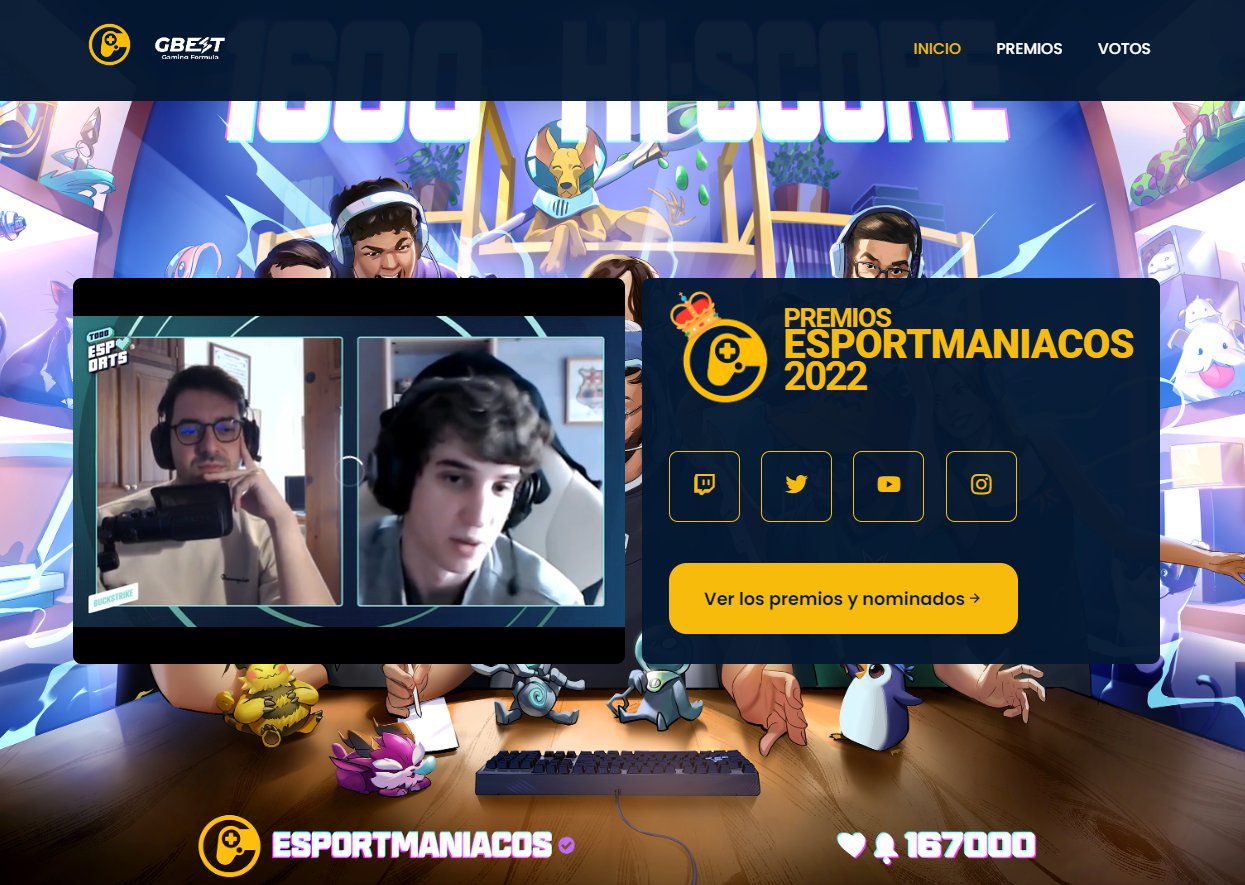 GBEST
Gaming Formula
INICIO
PREMIOS
VOTOS
1600 HI-SCORE
TODO
ESPORTS
BUCKSTRIKE
PREMIOS
ESPORTMANIACOS
2022
Ver los premios y nominados →
ESPORTMANIACOS
167000